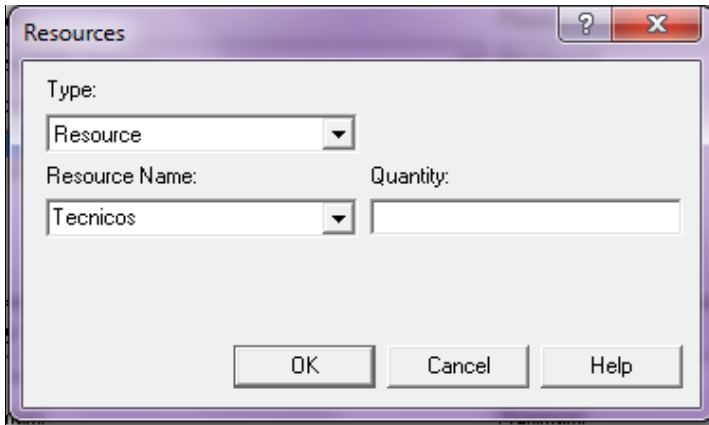 Resources
?
Type:
Resource
Resource Name:
Quantity:
Tecnicos
OK
Cancel
Help